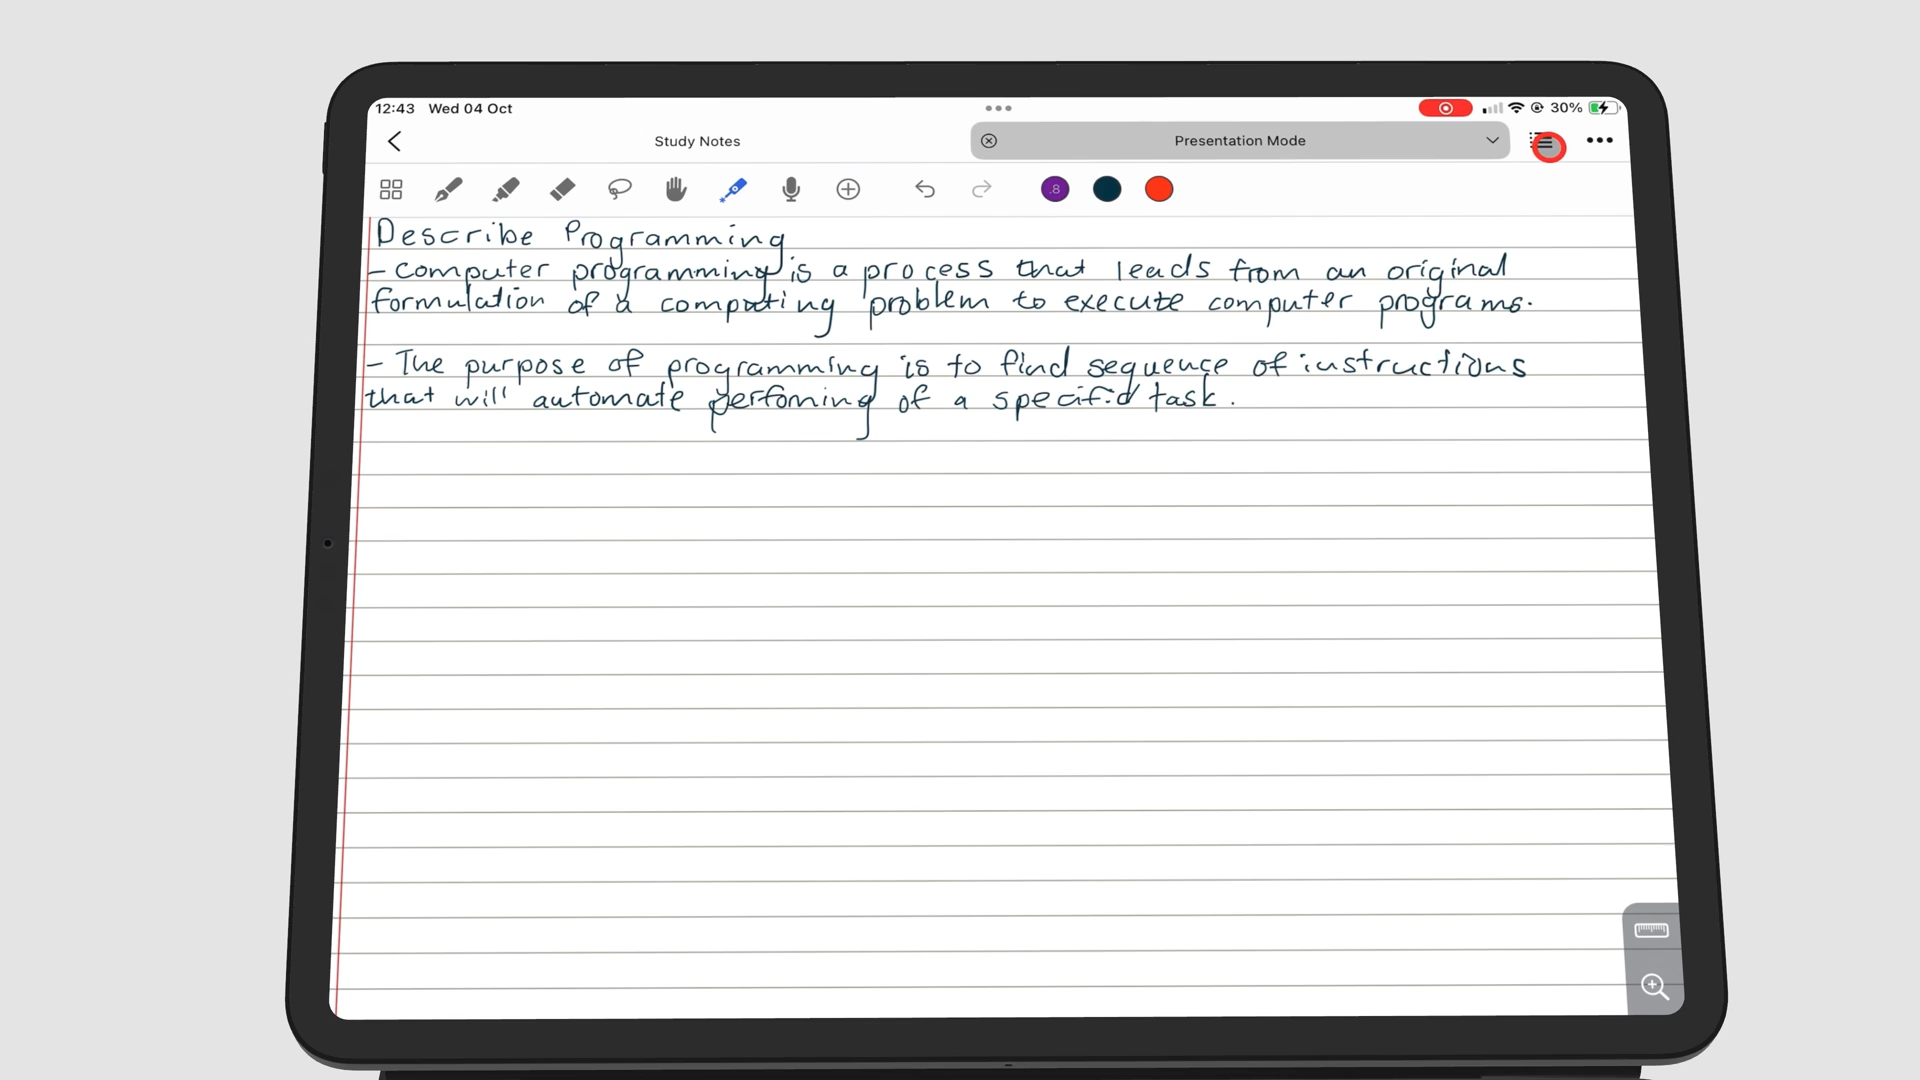 12:43 Wed 04 Oct 30%
Study Notes Presentation Mode
.8
Describe Programming
- Computer programming is a process that leads from an original
formulation of a computing problem to execute computer programs.
- The purpose of programming is to find sequence of instructions
that will automate perfoming of a specific task.